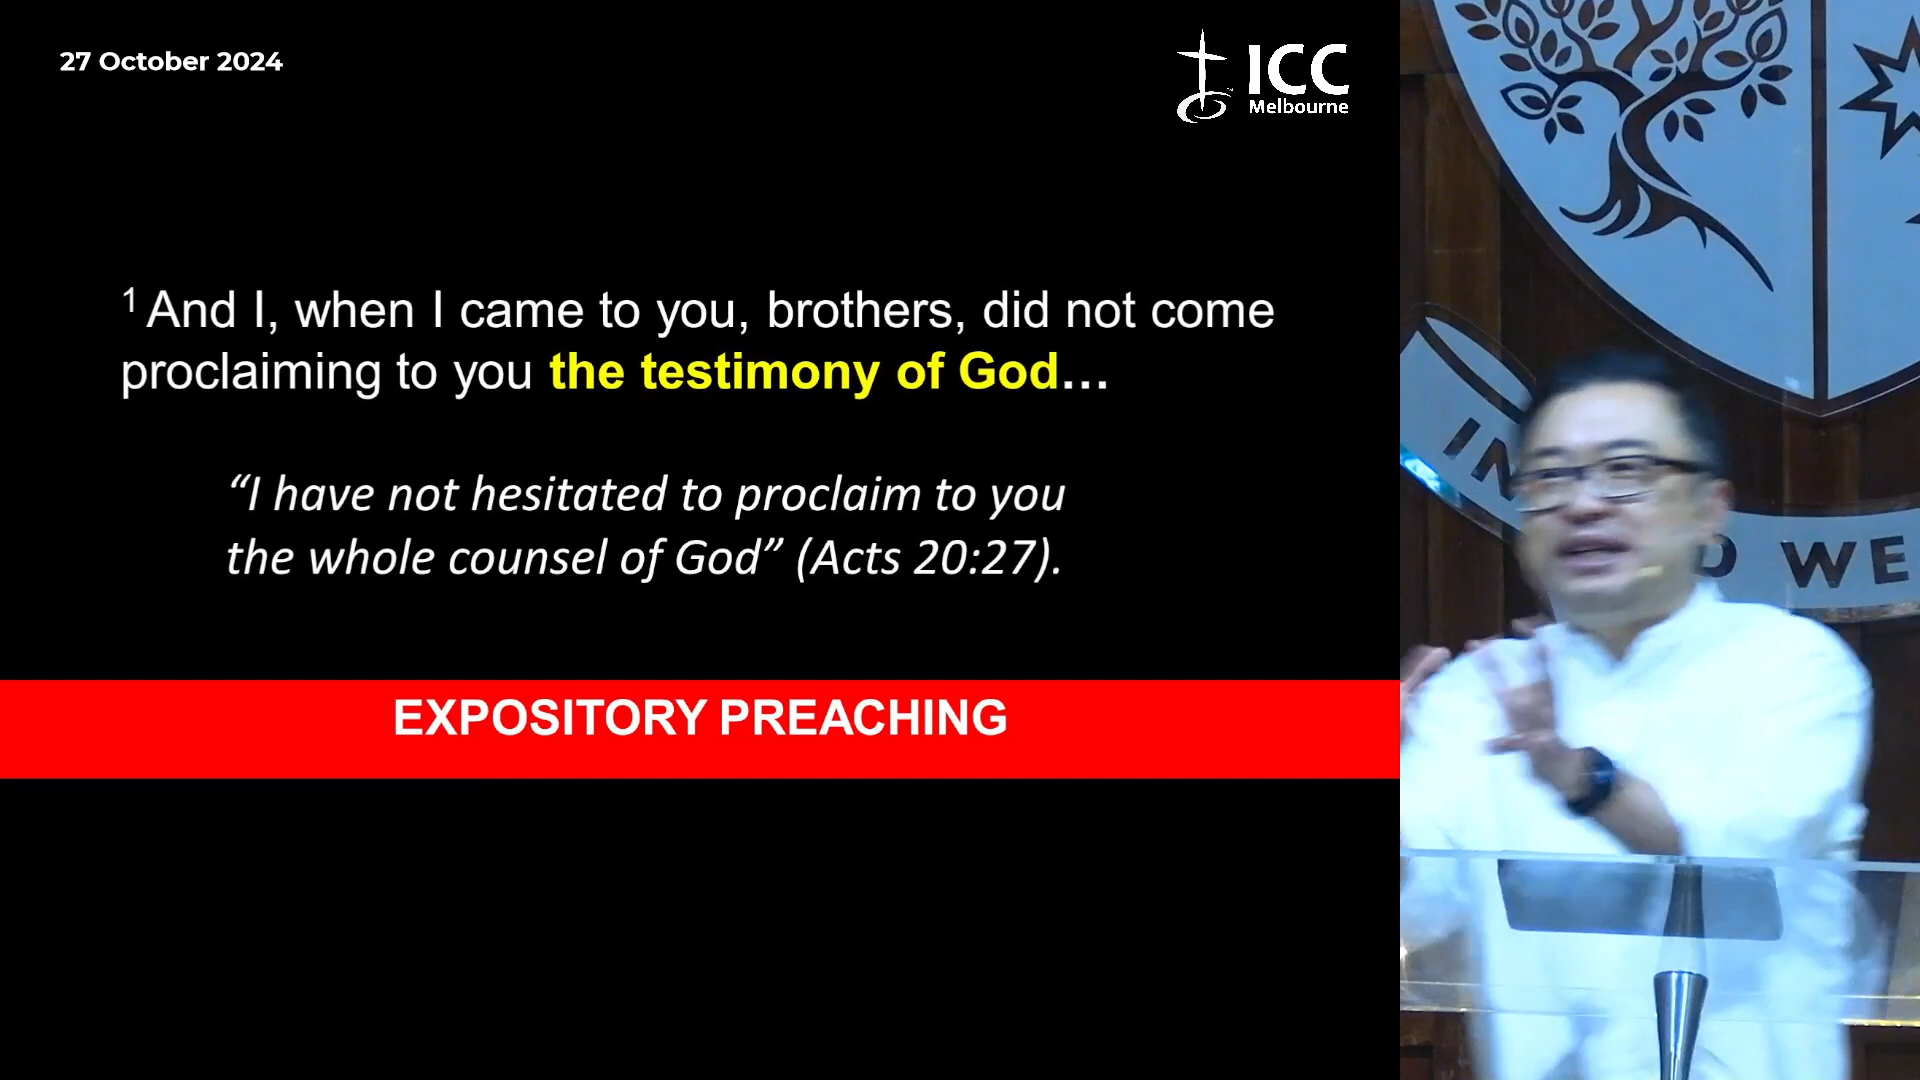 27 October 2024
ICC
Melbourne
1 And I, when I came to you, brothers, did not come
proclaiming to you the testimony of God…
“I have not hesitated to proclaim to you
the whole counsel of God” (Acts 20:27).
EXPOSITORY PREACHING
IN
WE